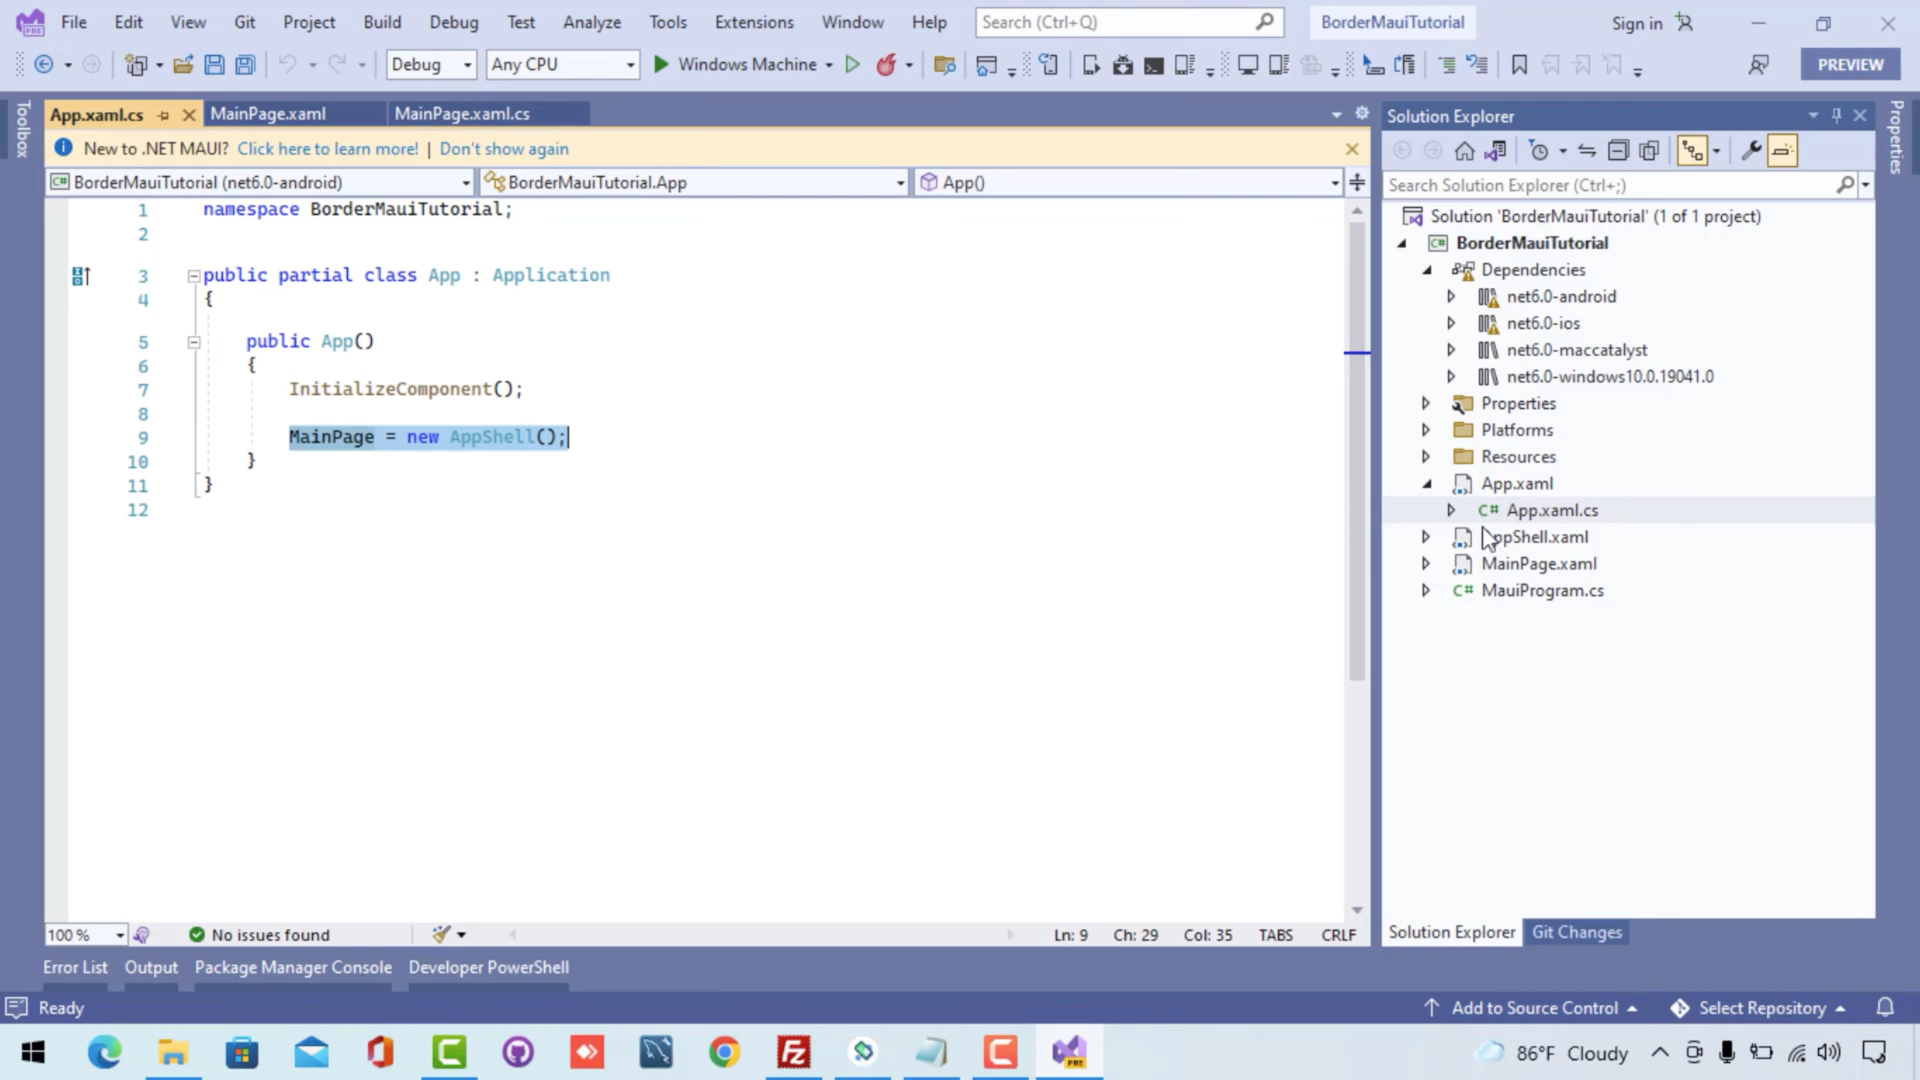 File Edit View Git Project Build Debug Test Analyze Tools Extensions Window Help Search (Ctrl+Q) BorderMauiTutorial Sign in
Debug Any CPU Windows Machine PREVIEW
Toolbox
App.xaml.cs MainPage.xaml MainPage.xaml.cs
New to .NET MAUI? Click here to learn more! | Don't show again
BorderMauiTutorial (net6.0-android) BorderMauiTutorial.App App()
1 namespace BorderMauiTutorial;
2
3 public partial class App : Application
4 {
5 public App()
6 {
7 InitializeComponent();
8
9 MainPage = new AppShell();
10 }
11 }
12
100 % No issues found Ln: 9 Ch: 29 Col: 35 TABS CRLF
Solution Explorer
Search Solution Explorer (Ctrl+;)
Solution 'BorderMauiTutorial' (1 of 1 project)
BorderMauiTutorial
Dependencies
net6.0-android
net6.0-ios
net6.0-maccatalyst
net6.0-windows10.0.19041.0
Properties
Platforms
Resources
App.xaml
C# App.xaml.cs
ppShell.xaml
MainPage.xaml
C# MauiProgram.cs
Solution Explorer Git Changes
Properties
Error List Output Package Manager Console Developer PowerShell
Ready Add to Source Control Select Repository
86°F Cloudy